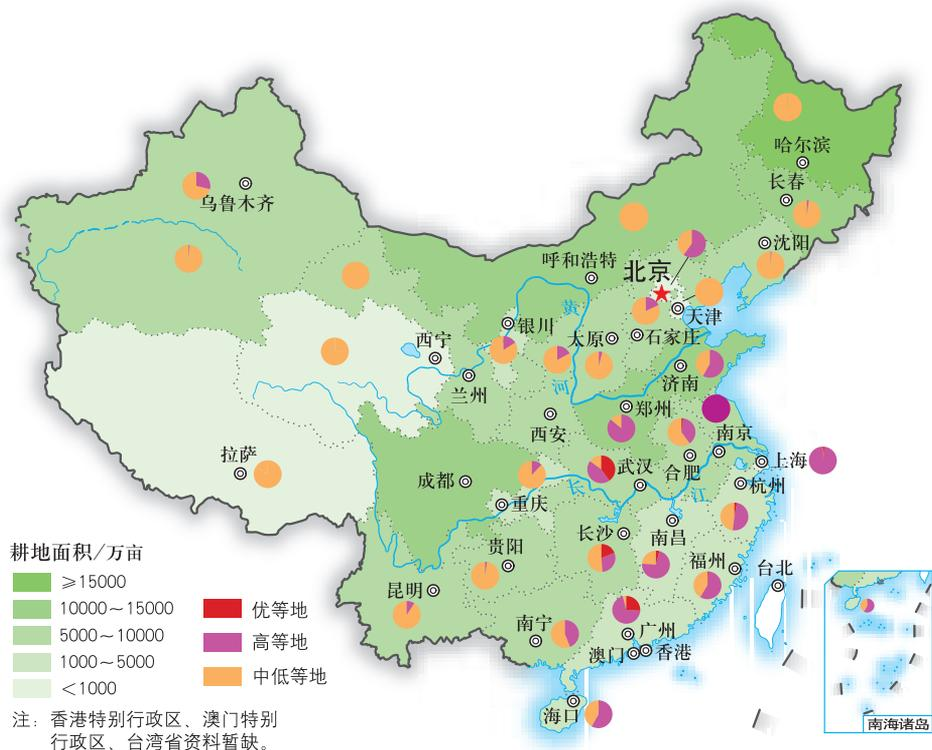 哈尔滨
长春
乌鲁木齐
沈阳
呼和浩特
北京
天津
黄
银川
太原
石家庄
西宁
济南
兰州
河
郑州
西安
南京
拉萨
成都
武汉
合肥
上海
长
江
杭州
重庆
长沙
南昌
贵阳
福州
台北
昆明
南宁
广州
澳门
香港
海口
南海诸岛
耕地面积/万亩
≥15000
10000~15000
5000~10000
1000~5000
<1000
优等地
高等地
中低等地
注：香港特别行政区、澳门特别
行政区、台湾省资料暂缺。